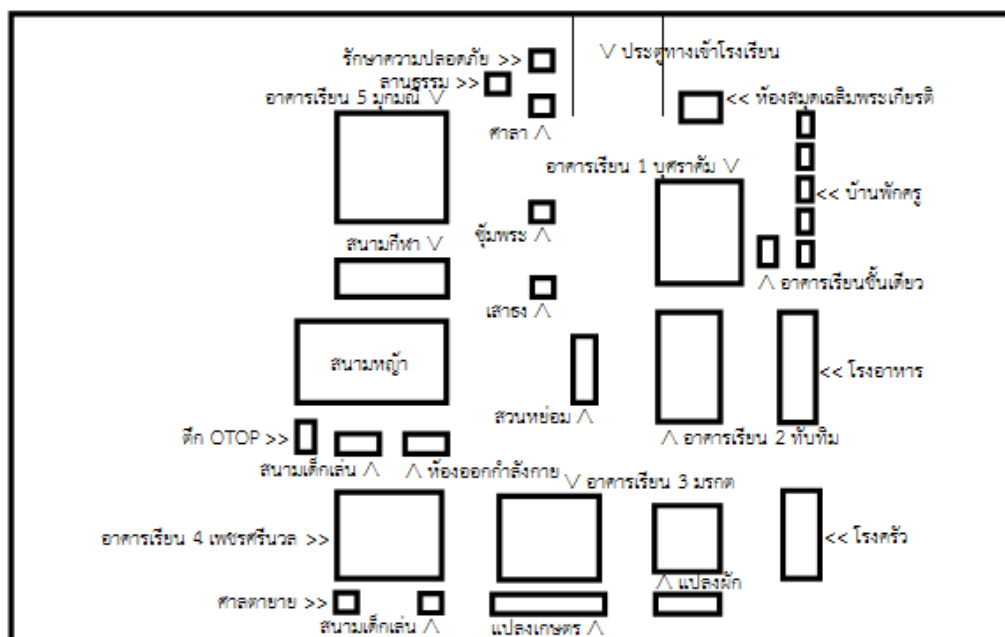 รักษาความปลอดภัย >>
∨ ประตูทางเข้าโรงเรียน
ลานธรรม >>
อาคารเรียน 5 มุกมณี ∨
<< ห้องสมุดเฉลิมพระเกียรติ
ศาลา ∧
อาคารเรียน 1 บุศราคัม ∨
<< บ้านพักครู
ซุ้มพระ ∧
สนามกีฬา ∨
∧ อาคารเรียนชั้นเดียว
เสาธง ∧
สนามหญ้า
<< โรงอาหาร
สวนหย่อม ∧
∧ อาคารเรียน 2 ทับทิม
ตึก OTOP >>
สนามเด็กเล่น ∧
∧ ห้องออกกำลังกาย
∨ อาคารเรียน 3 มรกต
อาคารเรียน 4 เพชรศรีนวล >>
<< โรงครัว
∧ แปลงผัก
ศาลตายาย >>
สนามเด็กเล่น ∧
แปลงเกษตร ∧